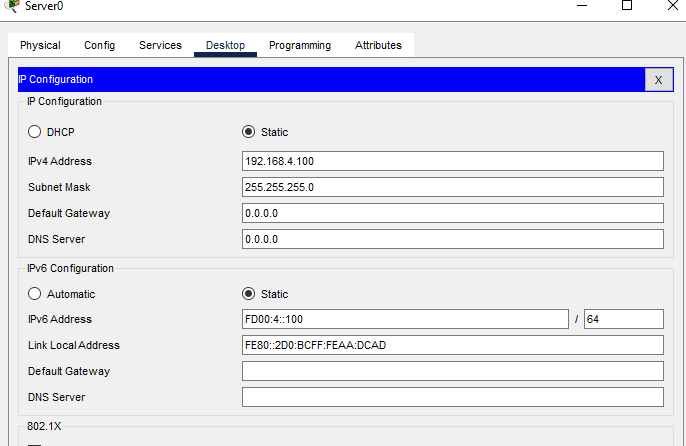 Server0
Physical Config Services Desktop Programming Attributes
IP Configuration X
IP Configuration
DHCP Static
IPv4 Address 192.168.4.100
Subnet Mask 255.255.255.0
Default Gateway 0.0.0.0
DNS Server 0.0.0.0
IPv6 Configuration
Automatic Static
IPv6 Address FD00:4::100 / 64
Link Local Address FE80::2D0:BCFF:FEAA:DCAD
Default Gateway
DNS Server
802.1X